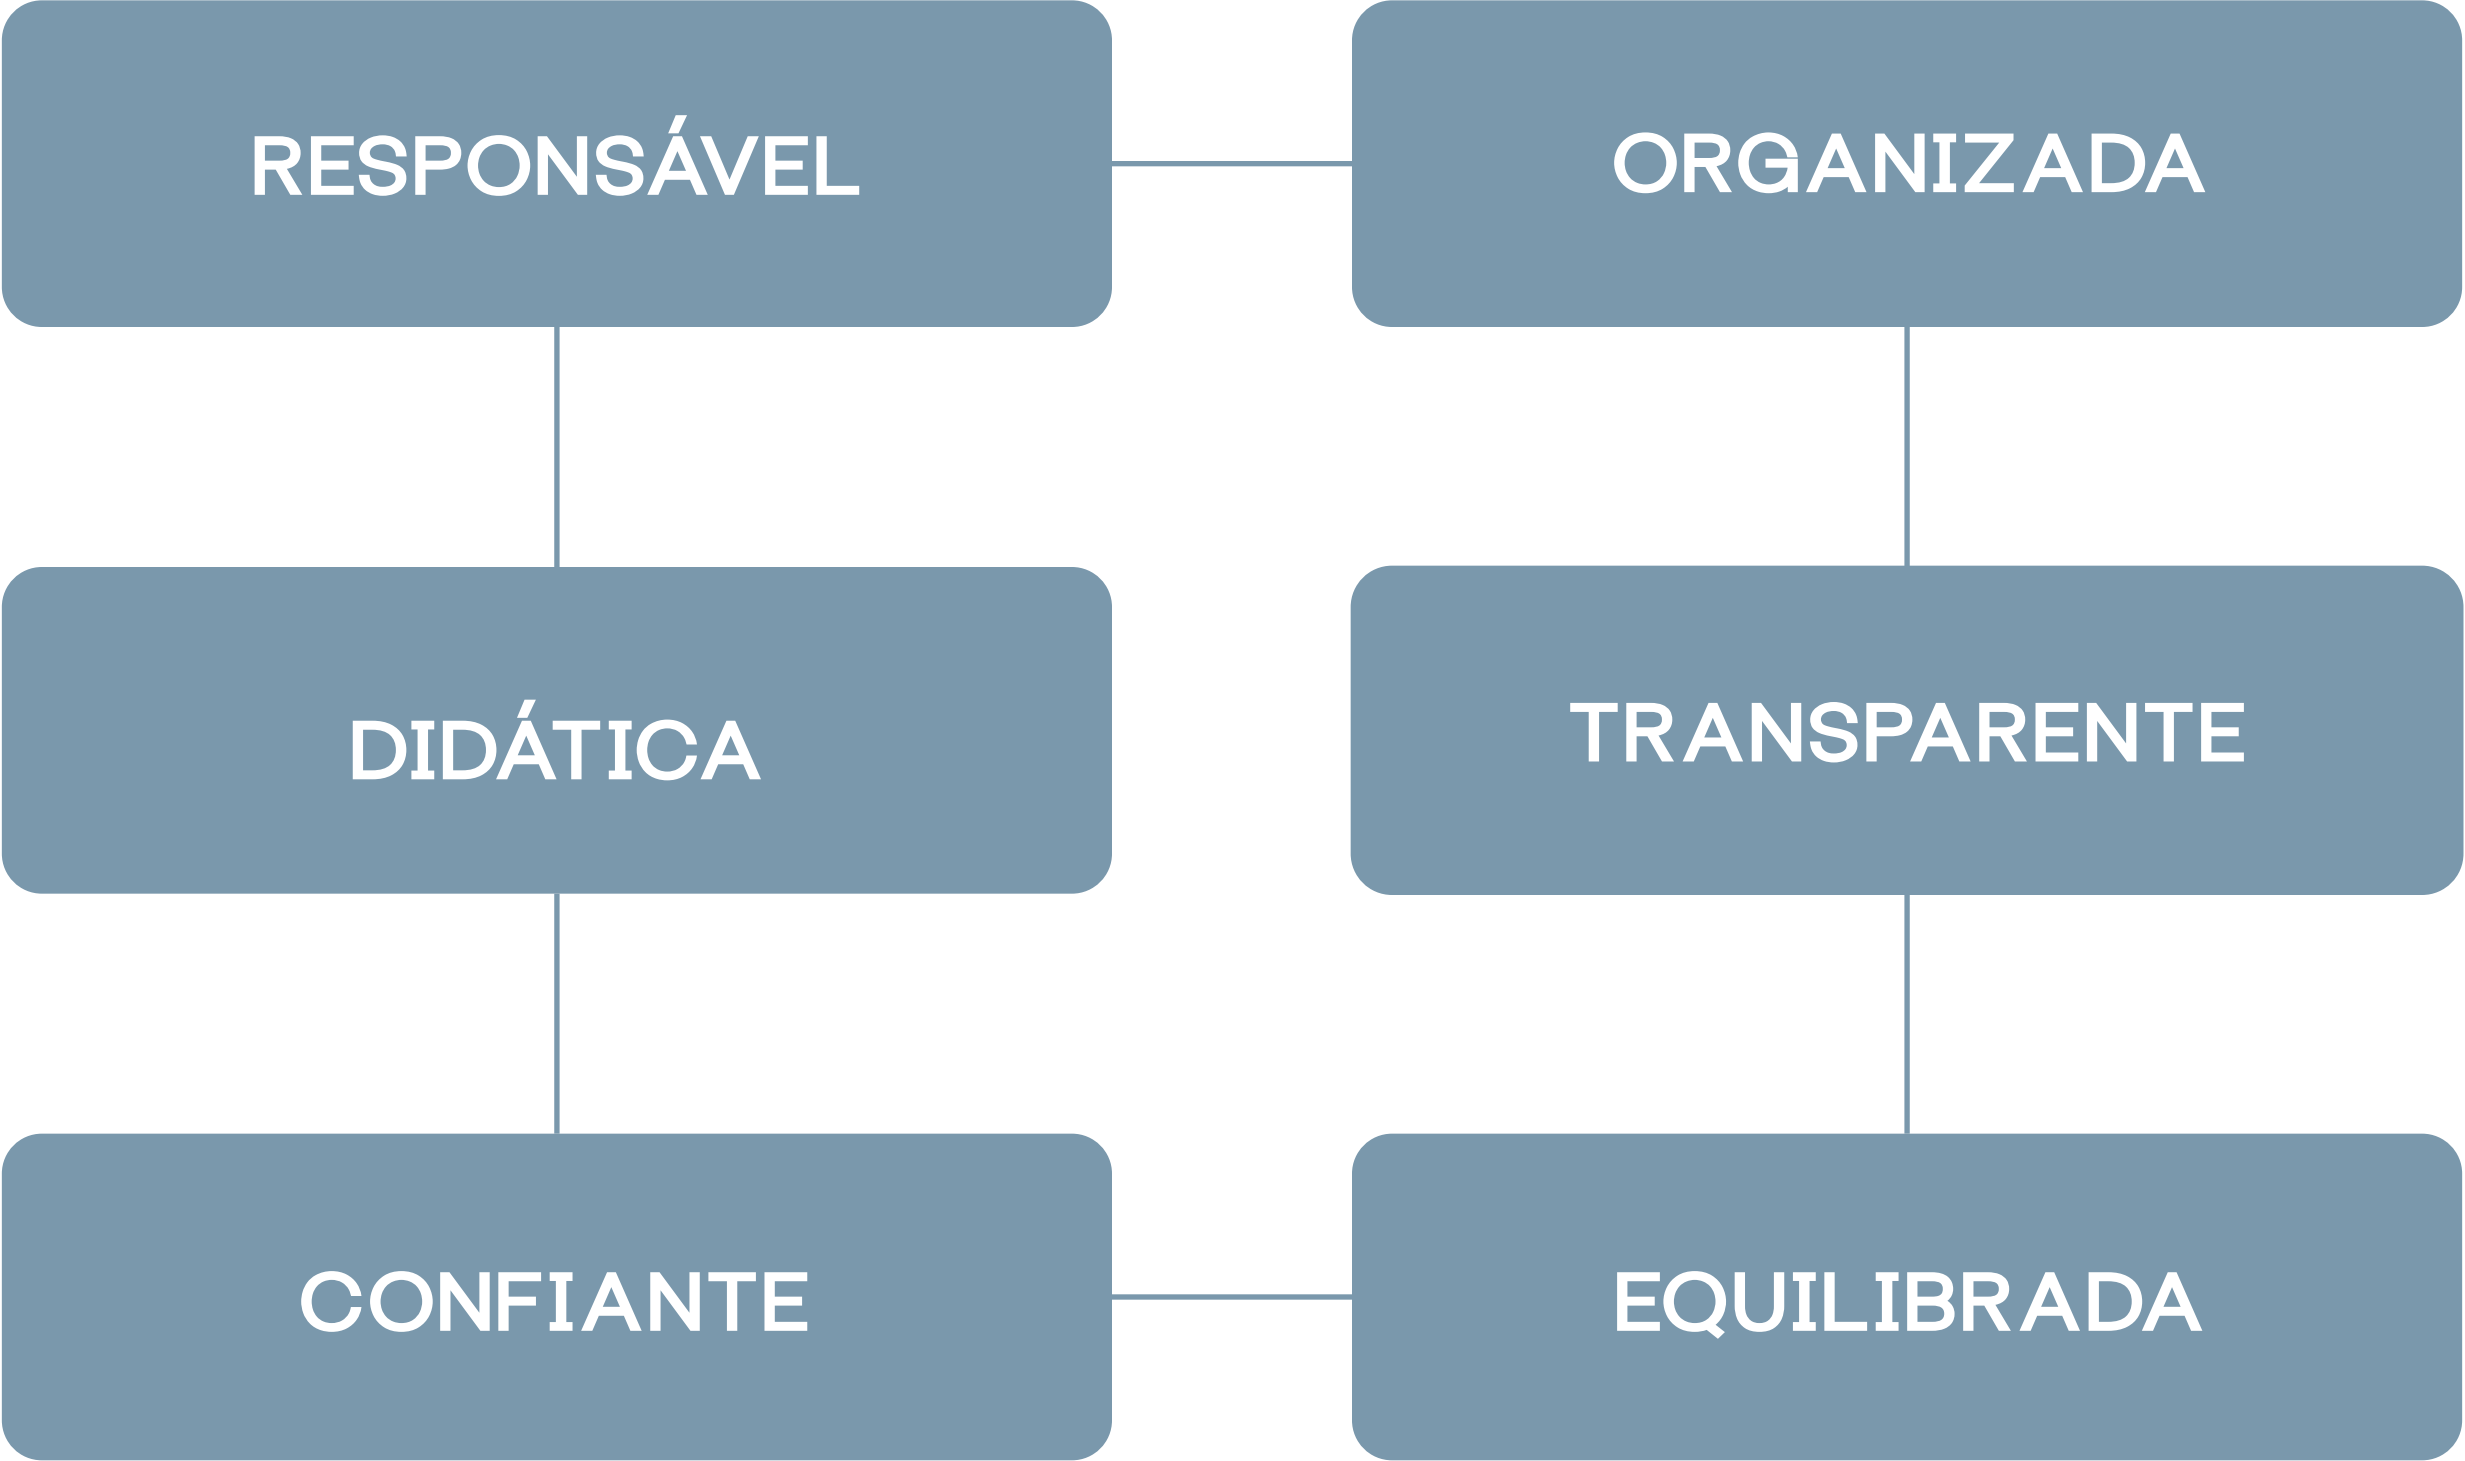 RESPONSÁVEL
ORGANIZADA
DIDÁTICA
TRANSPARENTE
CONFIANTE
EQUILIBRADA